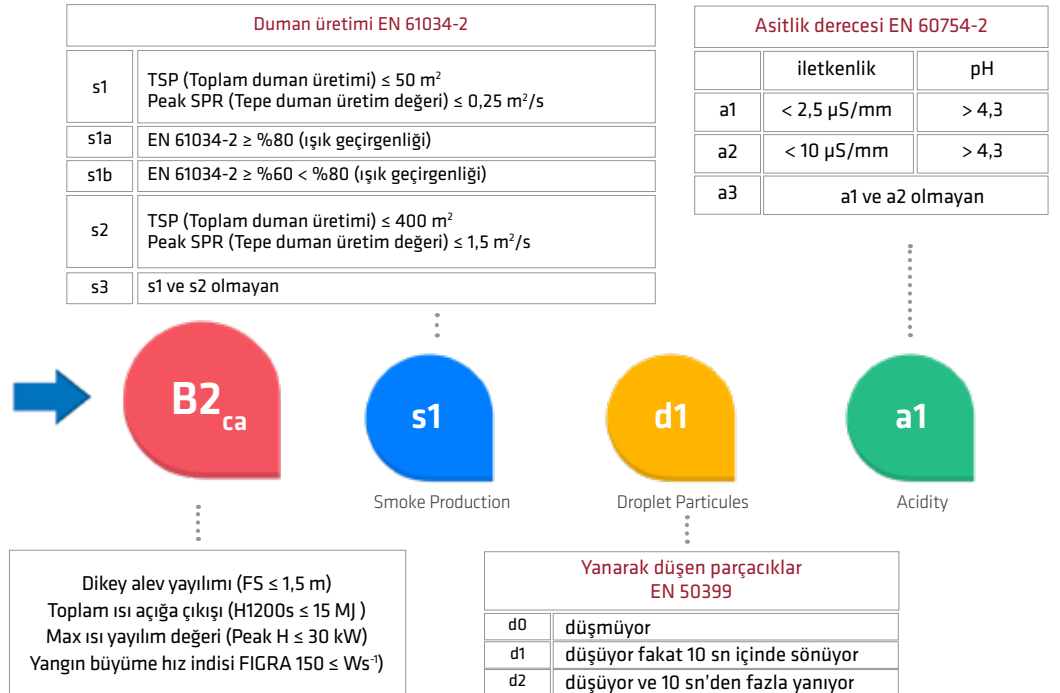 Duman üretimi EN 61034-2
s1
TSP (Toplam duman üretimi) ≤ 50 m²
Peak SPR (Tepe duman üretim değeri) ≤ 0,25 m²/s
s1a EN 61034-2 ≥ %80 (ışık geçirgenliği)
s1b EN 61034-2 ≥ %60 < %80 (ışık geçirgenliği)
s2
TSP (Toplam duman üretimi) ≤ 400 m²
Peak SPR (Tepe duman üretim değeri) ≤ 1,5 m²/s
s3 s1 ve s2 olmayan
Asitlik derecesi EN 60754-2
iletkenlik pH
a1 < 2,5 µS/mm > 4,3
a2 < 10 µS/mm > 4,3
a3 a1 ve a2 olmayan
B2ca
s1
d1
a1
Smoke Production
Droplet Particules
Acidity
Dikey alev yayılımı (FS ≤ 1,5 m)
Toplam ısı açığa çıkışı (H1200s ≤ 15 MJ )
Max ısı yayılım değeri (Peak H ≤ 30 kW)
Yangın büyüme hız indisi FIGRA 150 ≤ Ws⁻¹)
Yanarak düşen parçacıklar
EN 50399
d0 düşmüyor
d1 düşüyor fakat 10 sn içinde sönüyor
d2 düşüyor ve 10 sn'den fazla yanıyor